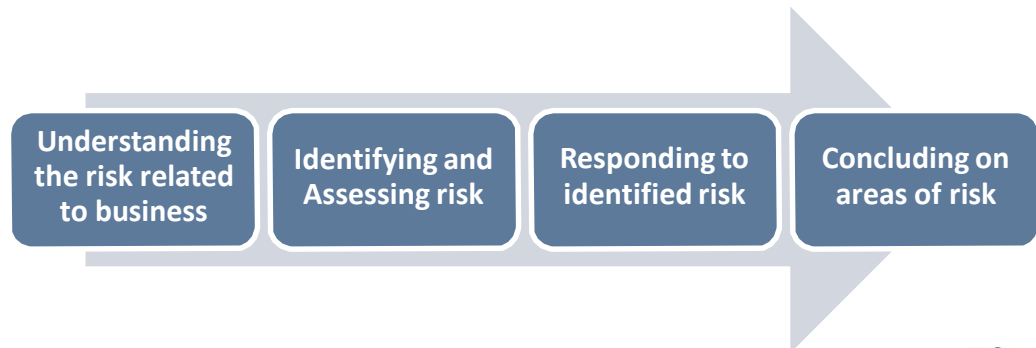 Understanding
the risk related
to business
Identifying and
Assessing risk
Responding to
identified risk
Concluding on
areas of risk